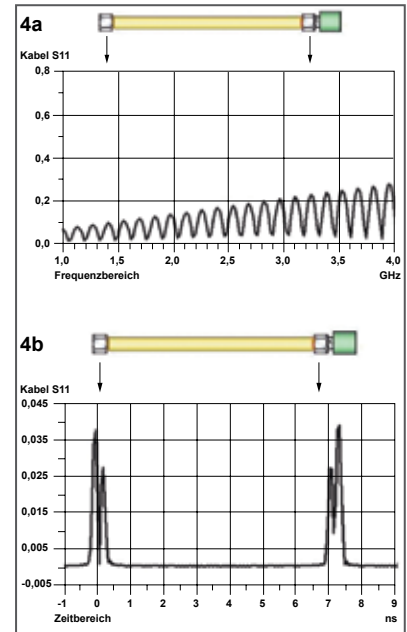 4a
Kabel S11
0,8
0,6
0,4
0,2
0,0
1,0 1,5 2,0 2,5 3,0 3,5 4,0
Frequenzbereich GHz
4b
Kabel S11
0,045
0,035
0,025
0,015
0,005
-0,005
-1 0 1 2 3 4 5 6 7 8 9
Zeitbereich ns